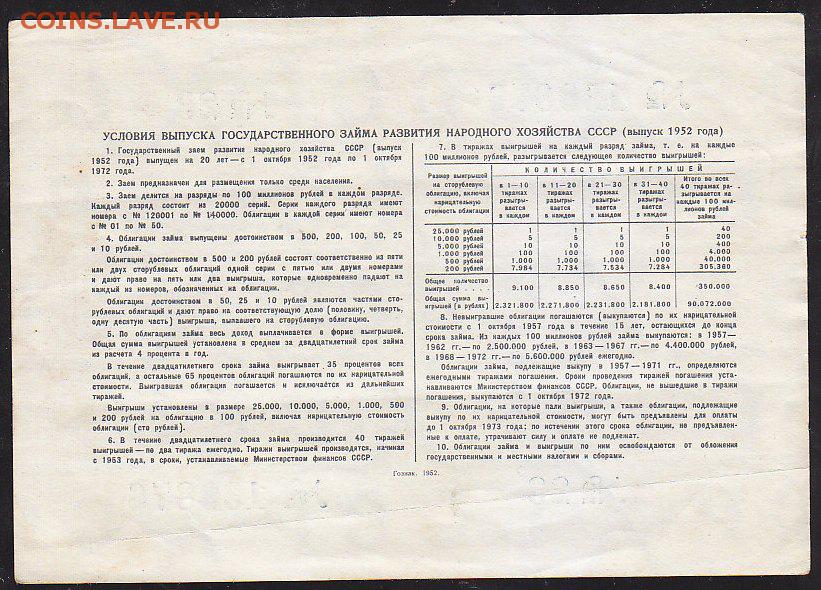 COINS.LAVE.RU
УСЛОВИЯ ВЫПУСКА ГОСУДАРСТВЕННОГО ЗАЙМА РАЗВИТИЯ НАРОДНОГО ХОЗЯЙСТВА СССР (выпуск 1952 года)
1. Государственный заем развития народного хозяйства СССР (выпуск
1952 года) выпущен на 20 лет—с 1 октября 1952 года по 1 октября
1972 года.
2. Заем предназначен для размещения только среди населения.
3. Заем делится на разряды по 100 миллионов рублей в каждом разряде.
Каждый разряд состоит из 20000 серий. Серии каждого разряда имеют
номера с № 120001 по № 140000. Облигации в каждой серии имеют номера
с № 01 по № 50.
4. Облигации займа выпущены достоинством в 500, 200, 100, 50, 25
и 10 рублей.
Облигации достоинством в 500 и 200 рублей состоят соответственно из пяти
или двух сторублевых облигаций одной серии с пятью или двумя номерами
и дают право на пять или два выигрыша, которые одновременно падают на
каждый из номеров, обозначенных на облигации.
Облигации достоинством в 50, 25 и 10 рублей являются частями сто-
рублевых облигаций и дают право на соответствующую долю (половину, четверть,
одну десятую часть) выигрыша, выпавшего на сторублевую облигацию.
5. По облигациям займа весь доход выплачивается в форме выигрышей.
Общая сумма выигрышей установлена в среднем за двадцатилетний срок займа
из расчета 4 процента в год.
В течение двадцатилетнего срока займа выигрывает 35 процентов всех
облигаций, а остальные 65 процентов облигаций погашаются по их нарицательной
стоимости. Выигравшая облигация погашается и исключается из дальнейших
тиражей.
Выигрыши установлены в размере 25.000, 10.000, 5.000, 1.000, 500
и 200 рублей на облигацию в 100 рублей, включая нарицательную стоимость
облигации (сто рублей).
6. В течение двадцатилетнего срока займа производится 40 тиражей
выигрышей—по два тиража ежегодно. Тиражи выигрышей производятся, начиная
с 1953 года, в сроки, устанавливаемые Министерством финансов СССР.
7. В тиражах выигрышей на каждый разряд займа, т. е. на каждые
100 миллионов рублей, разыгрывается следующее количество выигрышей:
Размер выигрышей на сторублевую облигацию, включая нарицательную стоимость облигации
КОЛИЧЕСТВО ВЫИГРЫШЕЙ
в 1—10 тиражах разыгрывается в каждом
в 11—20 тиражах разыгрывается в каждом
в 21—30 тиражах разыгрывается в каждом
в 31—40 тиражах разыгрывается в каждом
Итого во всех 40 тиражах разыгрывается на каждые 100 миллионов рублей займа
25.000 рублей 1 1 1 1 40
10.000 рублей 5 5 5 5 200
5.000 рублей 10 10 10 10 400
1.000 рублей 100 100 100 100 4.000
500 рублей 1.000 1.000 1.000 1.000 40.000
200 рублей 7.984 7.734 7.534 7.284 305.360
Общее количество выигрышей . . . . 9.100 8.850 8.650 8.400 350.000
Общая сумма выигрышей (в рублях) 2.321.800 2.271.800 2.231.800 2.181.800 90.072.000
8. Невыигравшие облигации погашаются (выкупаются) по их нарицательной
стоимости с 1 октября 1957 года в течение 15 лет, остающихся до конца
срока займа. Из каждых 100 миллионов рублей займа выкупаются: в 1957—
1962 гг.—по 2.500.000 рублей, в 1963—1967 гг.—по 4.400.000 рублей,
в 1968—1972 гг.—по 5.600.000 рублей ежегодно.
Облигации займа, подлежащие выкупу в 1957—1971 гг., определяются
ежегодными тиражами погашения. Сроки проведения тиражей погашения уста-
навливаются Министерством финансов СССР. Облигации, не вышедшие в тиражи
погашения, выкупаются с 1 октября 1972 года.
9. Облигации, на которые пали выигрыши, а также облигации, подлежащие
выкупу по их нарицательной стоимости, могут быть предъявлены для оплаты
до 1 октября 1973 года; по истечении этого срока облигации, не предъявлен-
ные к оплате, утрачивают силу и оплате не подлежат.
10. Облигации займа и выигрыши по ним освобождаются от обложения
государственными и местными налогами и сборами.
Гознак. 1952.